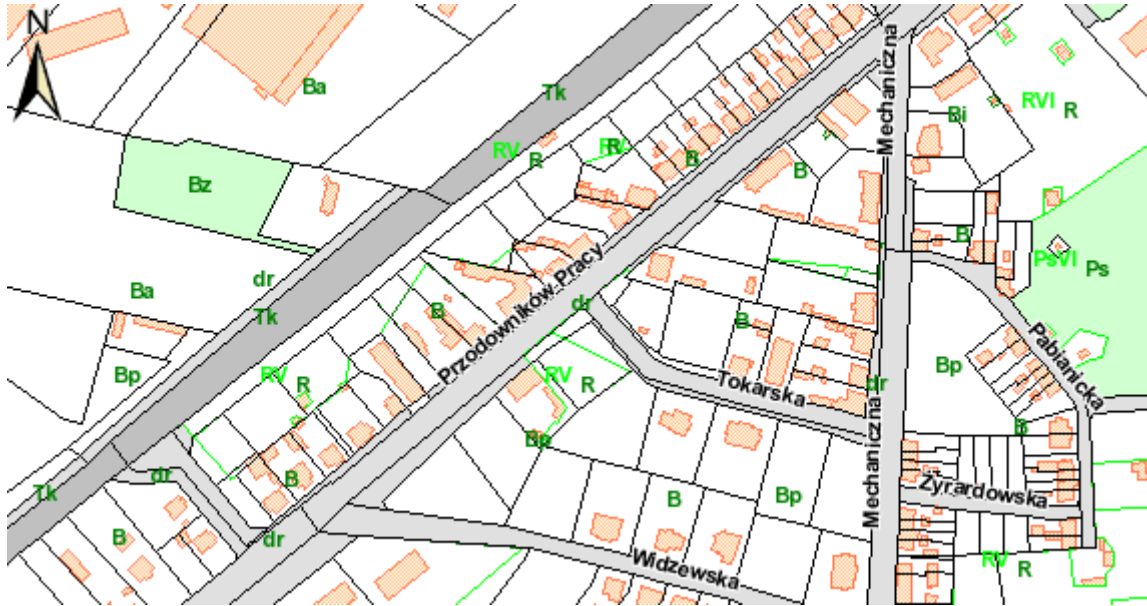 N
Ba
Tk
Mechaniczna
RVI
R
Bi
RV
R
RV
R
B
B
Bz
B
PsVI
Ps
dr
Ba
Tk
Przodowników Pracy
dr
B
B
Pabianicka
Bp
RV
R
RV
R
Bp
Tokarska
dr
Mechaniczna
B
Bp
B
Tk
dr
B
Bp
Żyrardowska
B
dr
Widzewska
RV
R